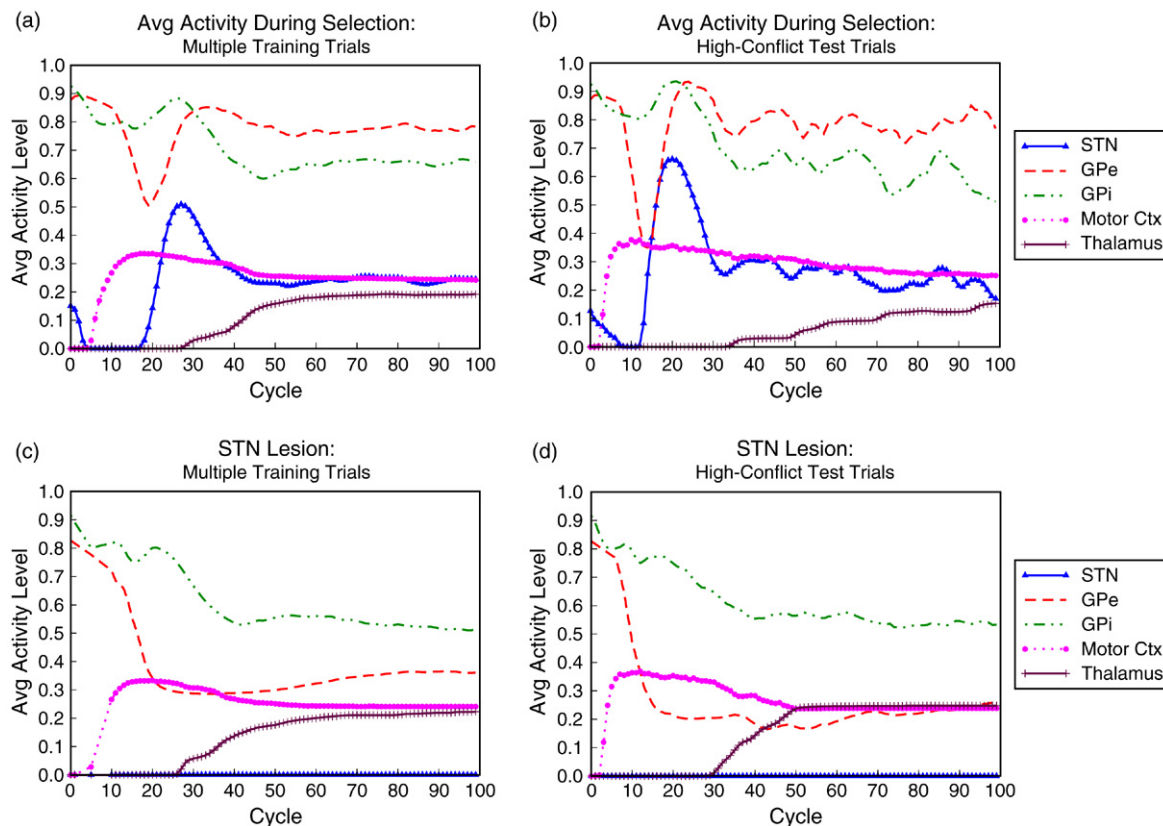 (a)
Avg Activity During Selection:
Multiple Training Trials
Avg Activity Level
1.0
0.9
0.8
0.7
0.6
0.5
0.4
0.3
0.2
0.1
0.0
0 10 20 30 40 50 60 70 80 90 100
Cycle
(b)
Avg Activity During Selection:
High-Conflict Test Trials
Avg Activity Level
1.0
0.9
0.8
0.7
0.6
0.5
0.4
0.3
0.2
0.1
0.0
0 10 20 30 40 50 60 70 80 90 100
Cycle
STN
GPe
GPi
Motor Ctx
Thalamus
(c)
STN Lesion:
Multiple Training Trials
Avg Activity Level
1.0
0.9
0.8
0.7
0.6
0.5
0.4
0.3
0.2
0.1
0.0
0 10 20 30 40 50 60 70 80 90 100
Cycle
(d)
STN Lesion:
High-Conflict Test Trials
Avg Activity Level
1.0
0.9
0.8
0.7
0.6
0.5
0.4
0.3
0.2
0.1
0.0
0 10 20 30 40 50 60 70 80 90 100
Cycle
STN
GPe
GPi
Motor Ctx
Thalamus